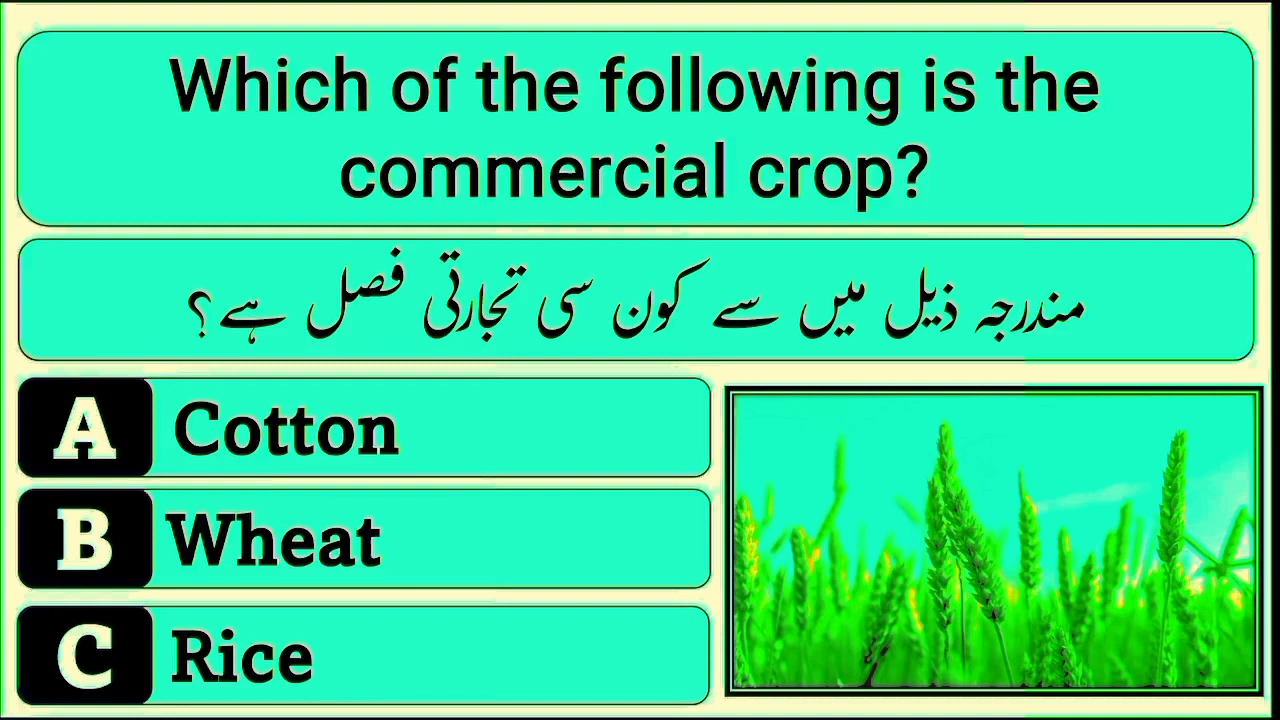 Which of the following is the
commercial crop?
مندرجہ ذیل میں سے کون سی تجارتی فصل ہے؟
A Cotton
B Wheat
C Rice